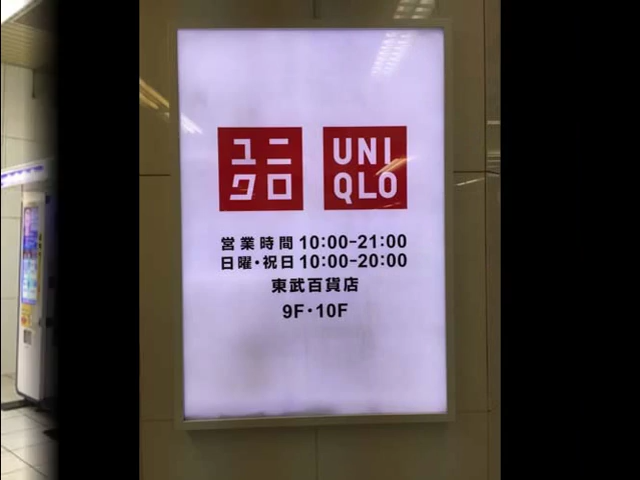 ユニ
クロ
UNI
QLO
営業時間 10:00-21:00
日曜・祝日 10:00-20:00
東武百貨店
9F・10F